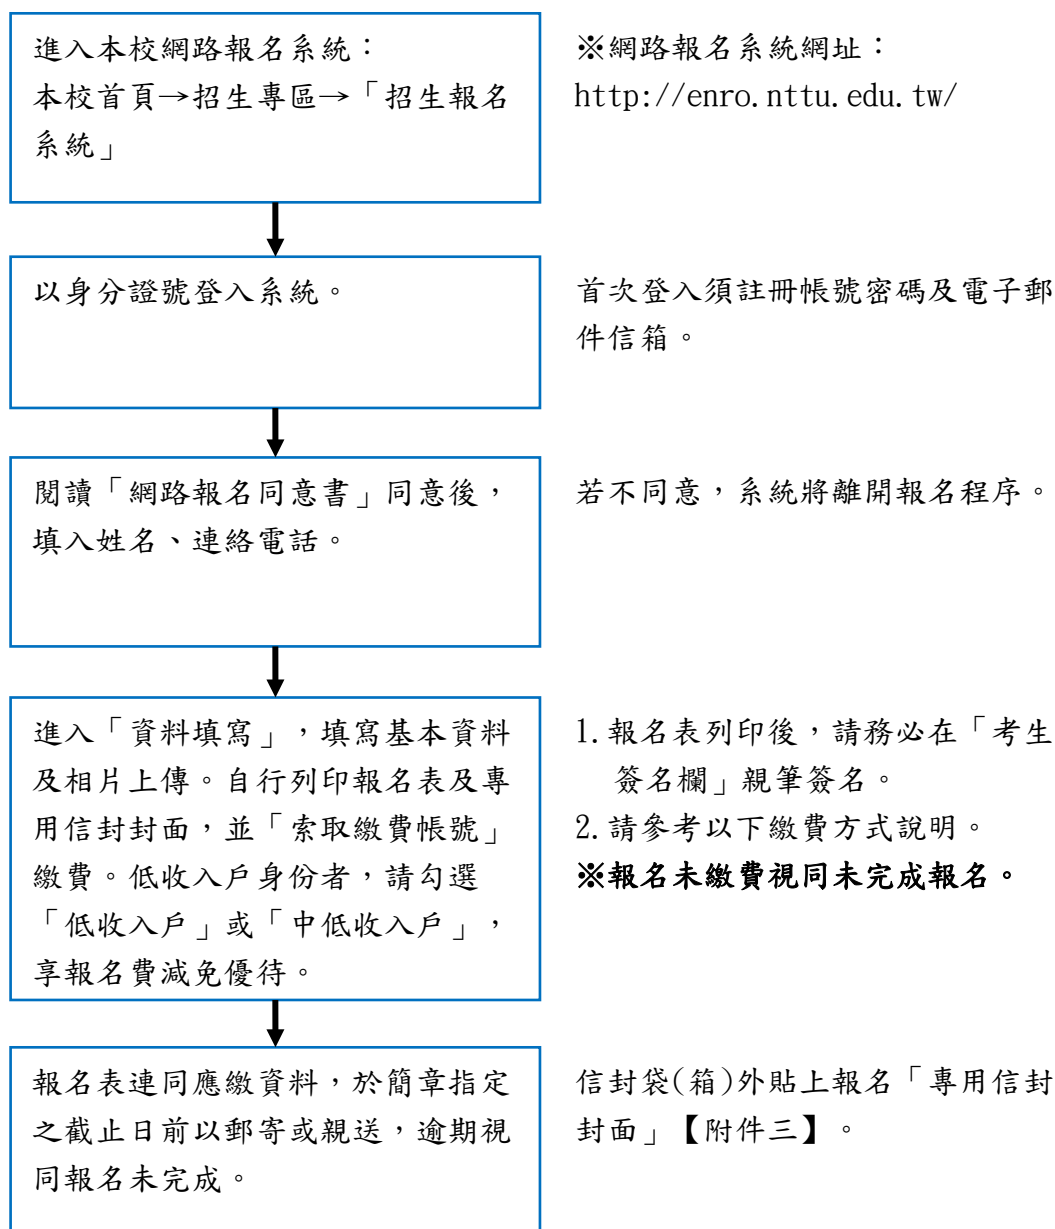 進入本校網路報名系統：
本校首頁→招生專區→「招生報名
系統」
※網路報名系統網址：
http://enro.nttu.edu.tw/
以身分證號登入系統。
首次登入須註冊帳號密碼及電子郵
件信箱。
閱讀「網路報名同意書」同意後，
填入姓名、連絡電話。
若不同意，系統將離開報名程序。
進入「資料填寫」，填寫基本資料
及相片上傳。自行列印報名表及專
用信封封面，並「索取繳費帳號」
繳費。低收入戶身份者，請勾選
「低收入戶」或「中低收入戶」，
享報名費減免優待。
1.報名表列印後，請務必在「考生
簽名欄」親筆簽名。
2.請參考以下繳費方式說明。
※報名未繳費視同未完成報名。
報名表連同應繳資料，於簡章指定
之截止日前以郵寄或親送，逾期視
同報名未完成。
信封袋(箱)外貼上報名「專用信封
封面」【附件三】。